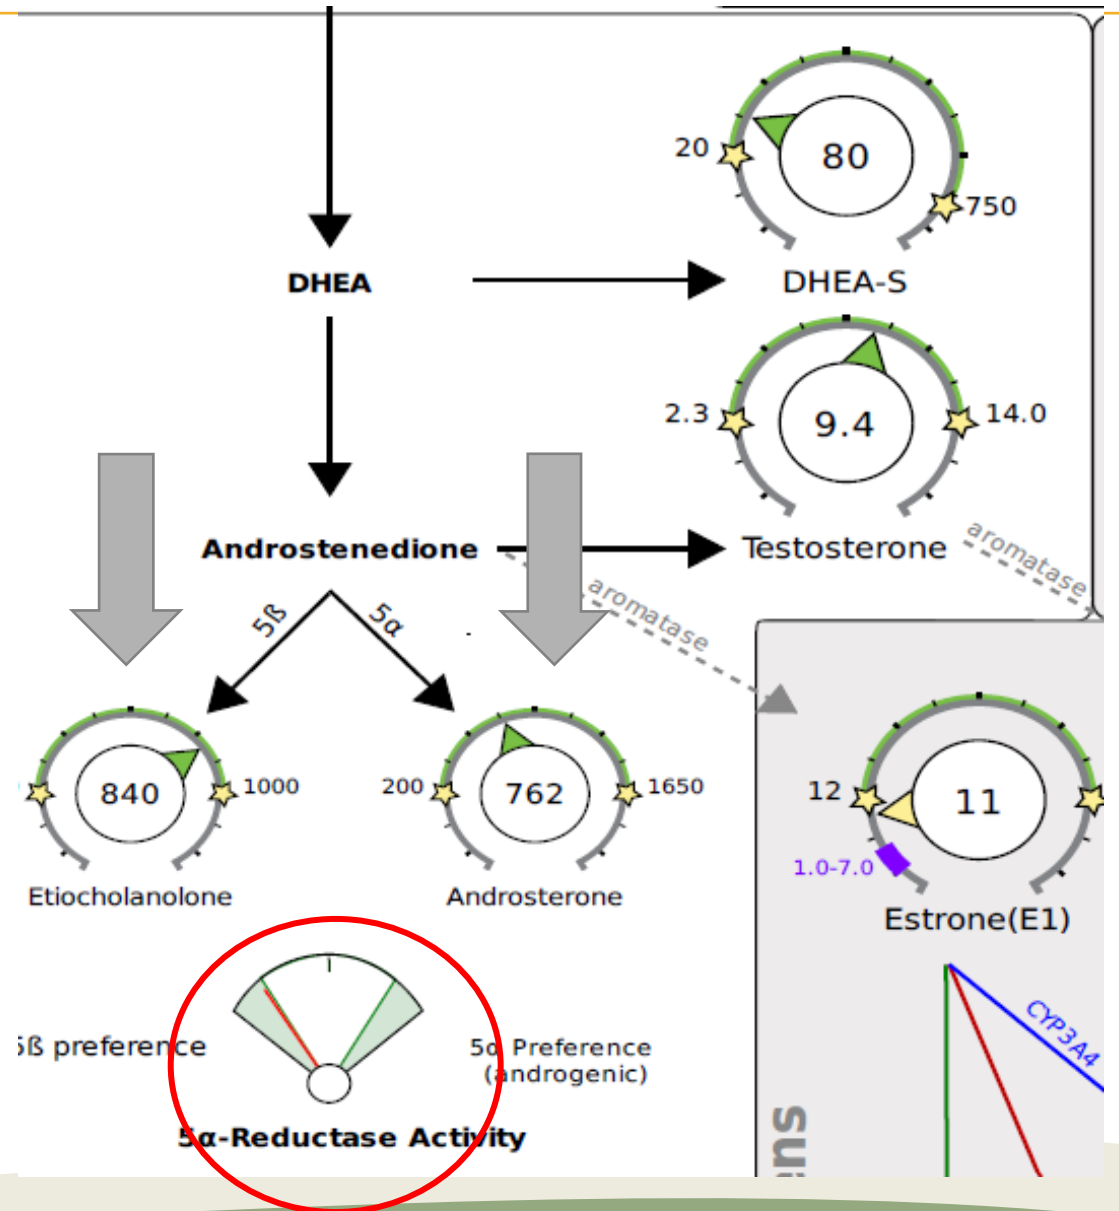 20
80
750
DHEA
DHEA-S
2.3
9.4
14.0
Androstenedione
Testosterone
aromatase
aromatase
5ß
5α
840
1000
200
762
1650
12
11
1.0-7.0
Etiocholanolone
Androsterone
Estrone(E1)
CYP3A4
5ß preference
5α Preference
(androgenic)
5α-Reductase Activity
ns